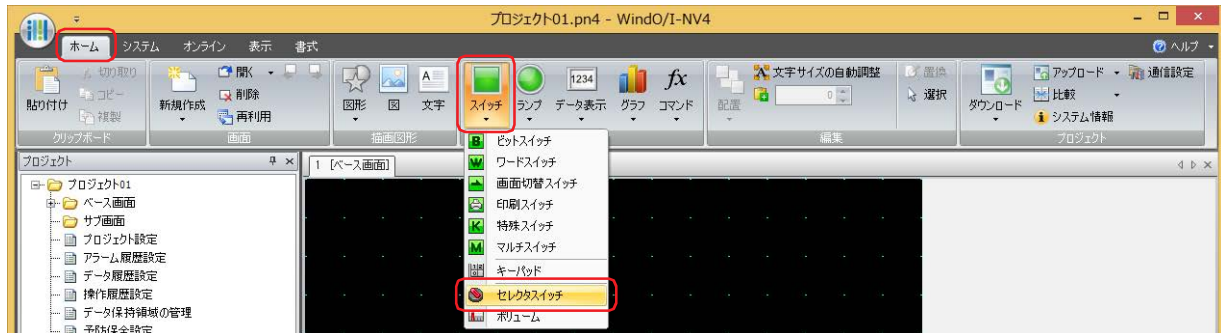 プロジェクト01.pn4 - WindO/I-NV4
ホーム システム オンライン 表示 書式 ヘルプ
貼り付け
切り取り
コピー
複製
クリップボード
新規作成
開く
削除
再利用
画面
図形 図 文字
描画図形
スイッチ ランプ データ表示 グラフ コマンド
1234
fx
配置
文字サイズの自動調整
0
置換
選択
編集
ダウンロード
アップロード
比較
システム情報
通信設定
プロジェクト
プロジェクト
1 [ベース画面]
プロジェクト01
ベース画面
サブ画面
プロジェクト設定
アラーム履歴設定
データ履歴設定
操作履歴設定
データ保持領域の管理
予防保全設定
B ビットスイッチ
W ワードスイッチ
画面切替スイッチ
印刷スイッチ
K 特殊スイッチ
M マルチスイッチ
キーパッド
セレクタスイッチ
ボリューム